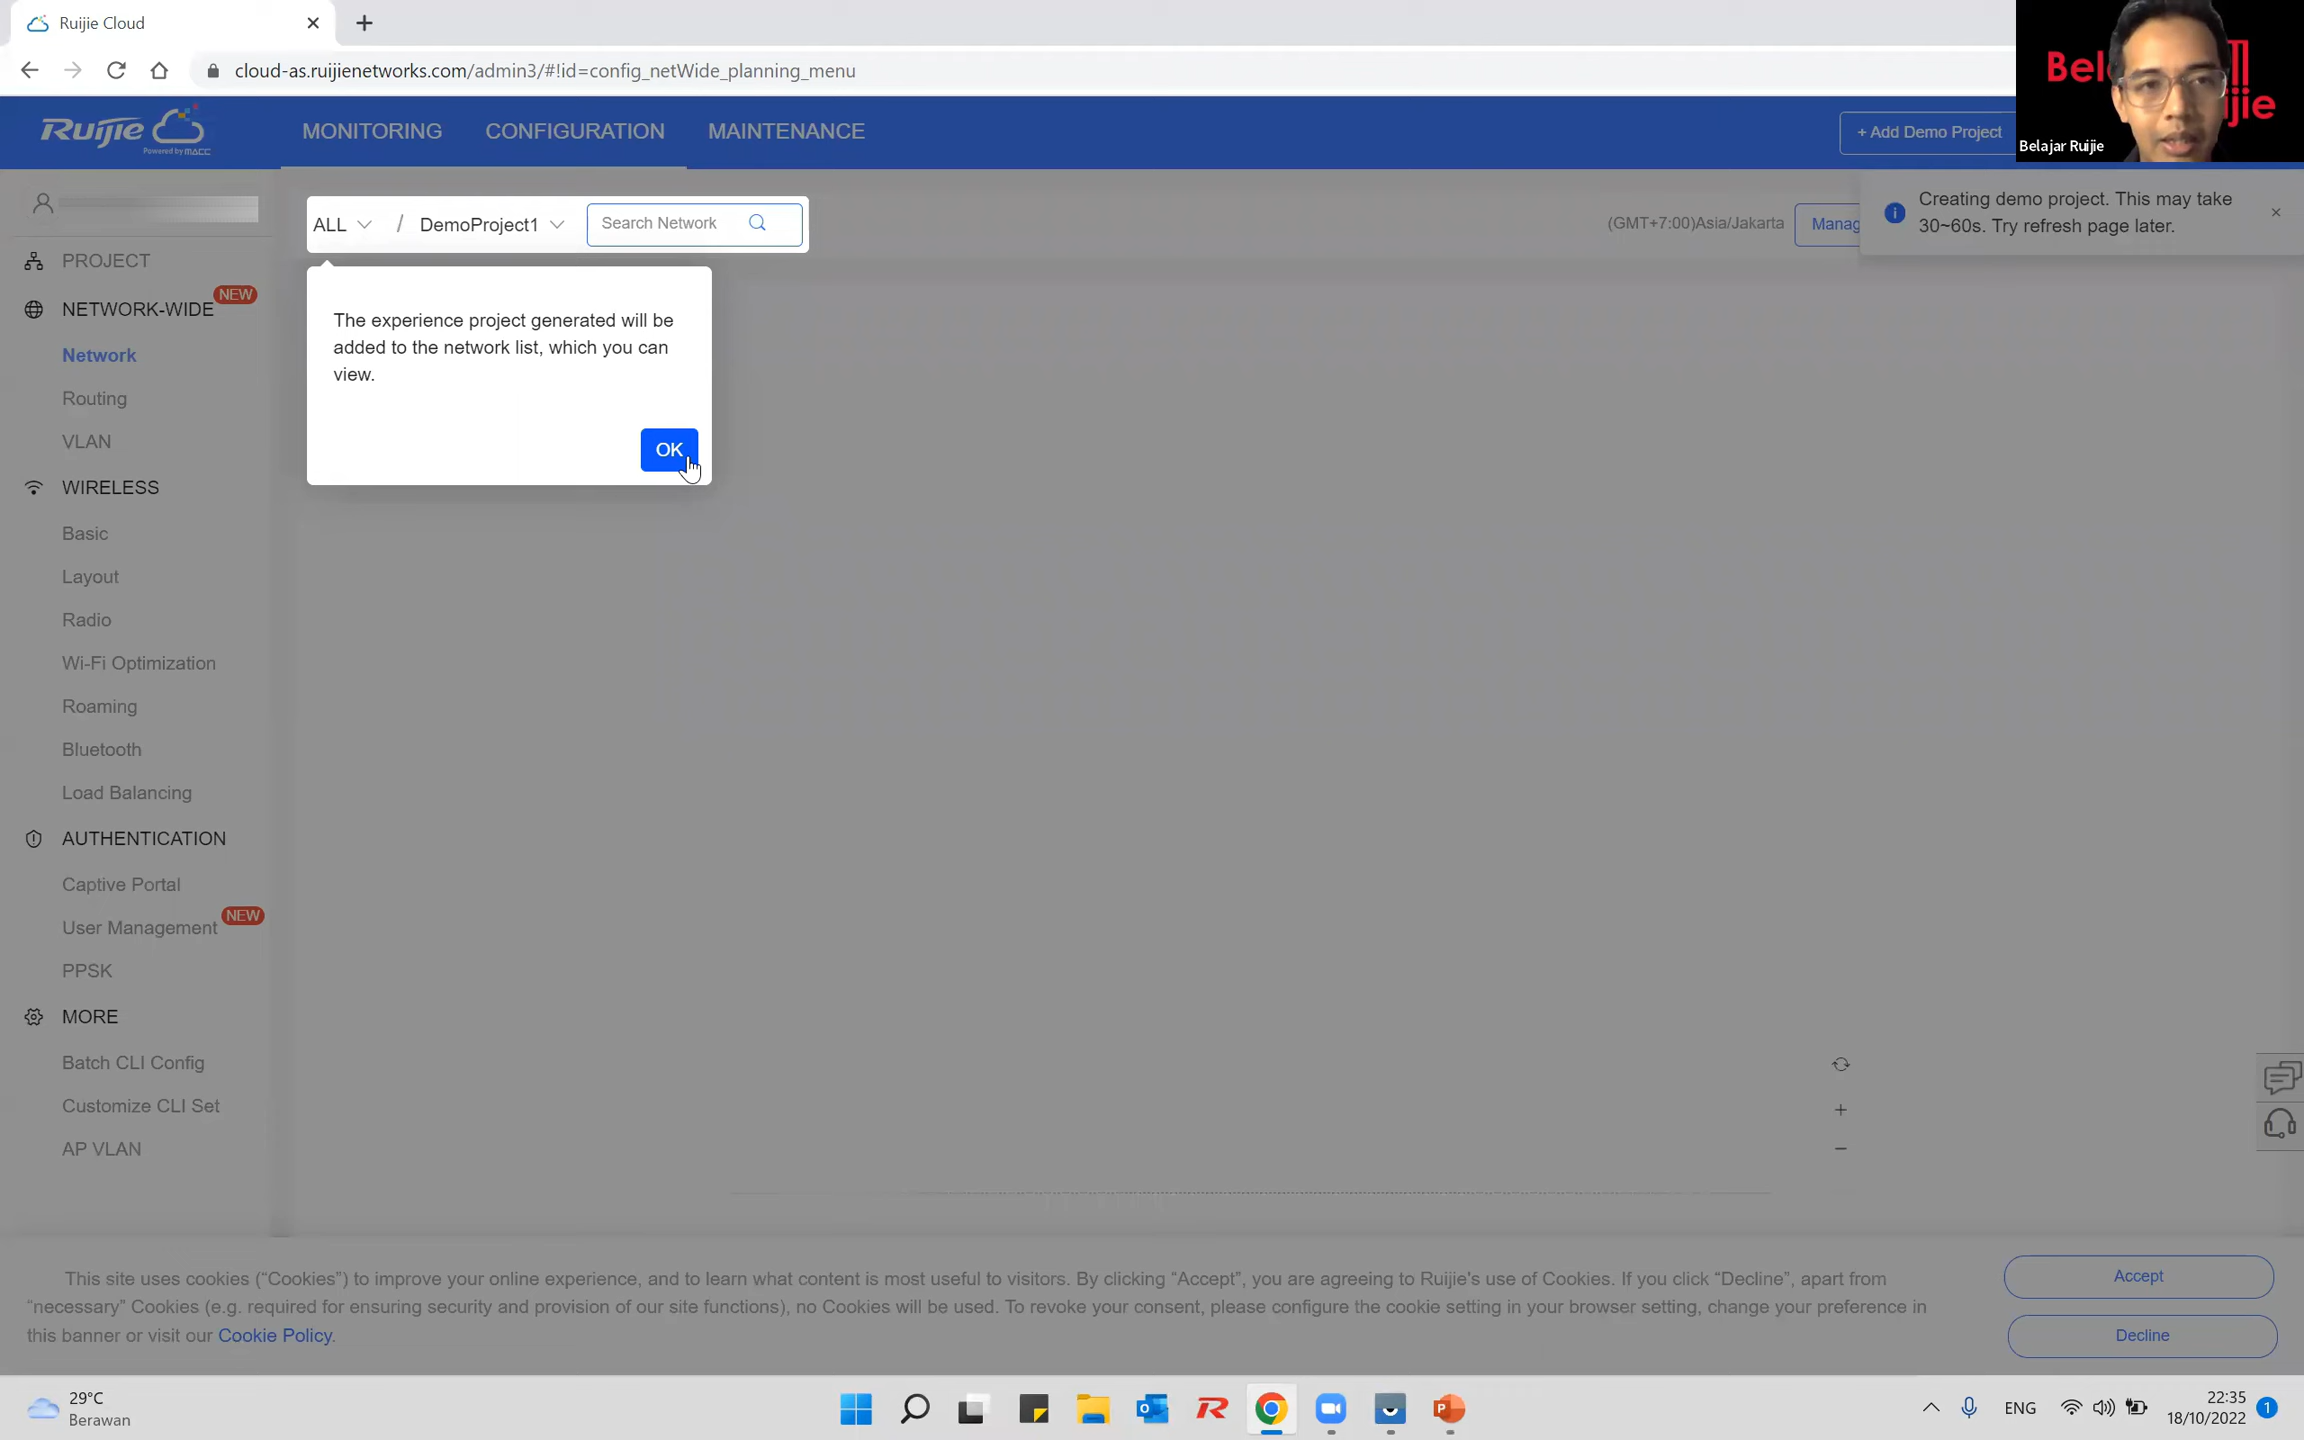 Ruijie Cloud
cloud-as.ruijienetworks.com/admin3/#!id=config_netWide_planning_menu
Ruijie
Powered by MACC
MONITORING
CONFIGURATION
MAINTENANCE
+ Add Demo Project
Belajar Ruijie
ALL / DemoProject1
Search Network
(GMT+7:00)Asia/Jakarta
Manag
Creating demo project. This may take
30~60s. Try refresh page later.
PROJECT
NETWORK-WIDE
NEW
Network
Routing
VLAN
WIRELESS
Basic
Layout
Radio
Wi-Fi Optimization
Roaming
Bluetooth
Load Balancing
AUTHENTICATION
Captive Portal
User Management
NEW
PPSK
MORE
Batch CLI Config
Customize CLI Set
AP VLAN
The experience project generated will be
added to the network list, which you can
view.
OK
This site uses cookies (“Cookies”) to improve your online experience, and to learn what content is most useful to visitors. By clicking “Accept”, you are agreeing to Ruijie's use of Cookies. If you click “Decline”, apart from
“necessary” Cookies (e.g. required for ensuring security and provision of our site functions), no Cookies will be used. To revoke your consent, please configure the cookie setting in your browser setting, change your preference in
this banner or visit our Cookie Policy.
Accept
Decline
29°C
Berawan
ENG
22:35
18/10/2022
1